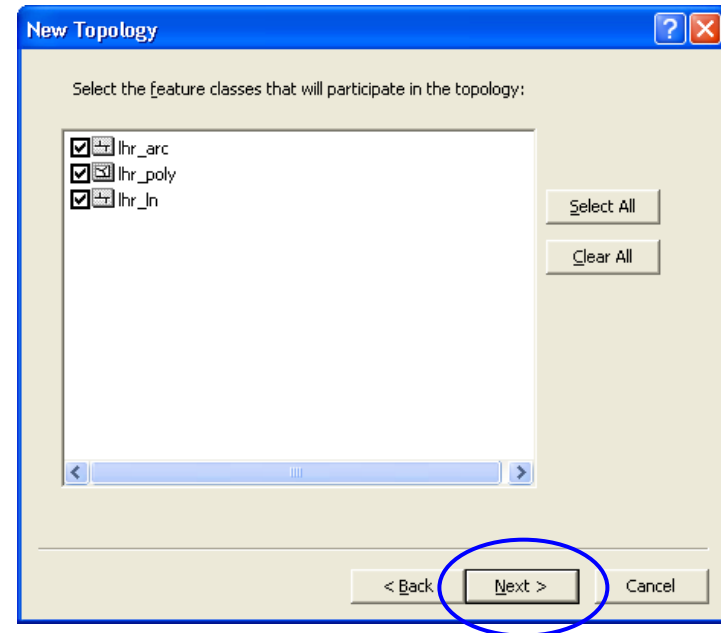 New Topology
Select the feature classes that will participate in the topology:
lhr_arc
lhr_poly
lhr_ln
Select All
Clear All
< Back
Next >
Cancel